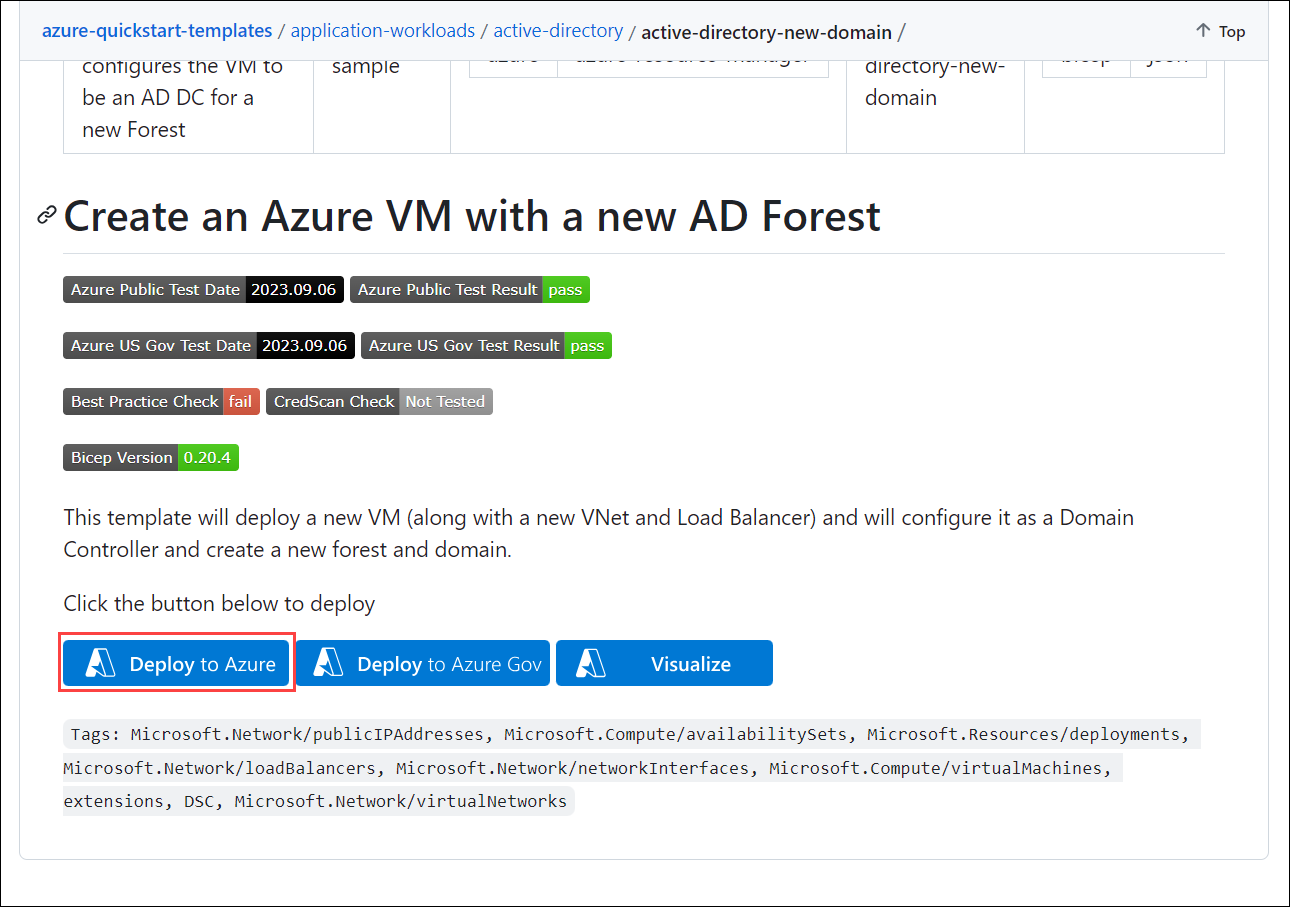 azure-quickstart-templates / application-workloads / active-directory / active-directory-new-domain / Top
configures the VM to sample azure azure-resource-manager directory-new- bicep json
be an AD DC for a domain
new Forest
Create an Azure VM with a new AD Forest
Azure Public Test Date 2023.09.06 Azure Public Test Result pass
Azure US Gov Test Date 2023.09.06 Azure US Gov Test Result pass
Best Practice Check fail CredScan Check Not Tested
Bicep Version 0.20.4
This template will deploy a new VM (along with a new VNet and Load Balancer) and will configure it as a Domain
Controller and create a new forest and domain.
Click the button below to deploy
Deploy to Azure Deploy to Azure Gov Visualize
Tags: Microsoft.Network/publicIPAddresses, Microsoft.Compute/availabilitySets, Microsoft.Resources/deployments,
Microsoft.Network/loadBalancers, Microsoft.Network/networkInterfaces, Microsoft.Compute/virtualMachines,
extensions, DSC, Microsoft.Network/virtualNetworks